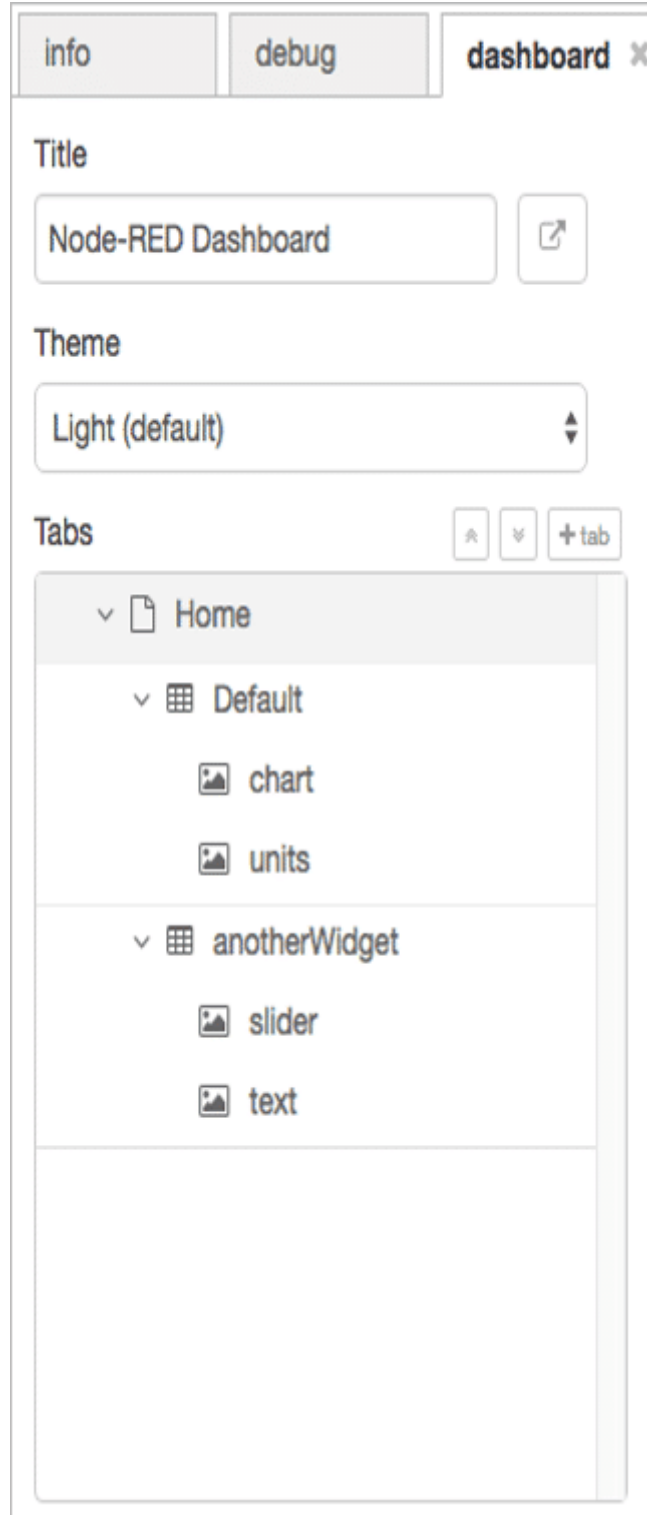 info debug dashboard
Title
Node-RED Dashboard
Theme
Light (default)
Tabs +tab
Home
Default
chart
units
anotherWidget
slider
text